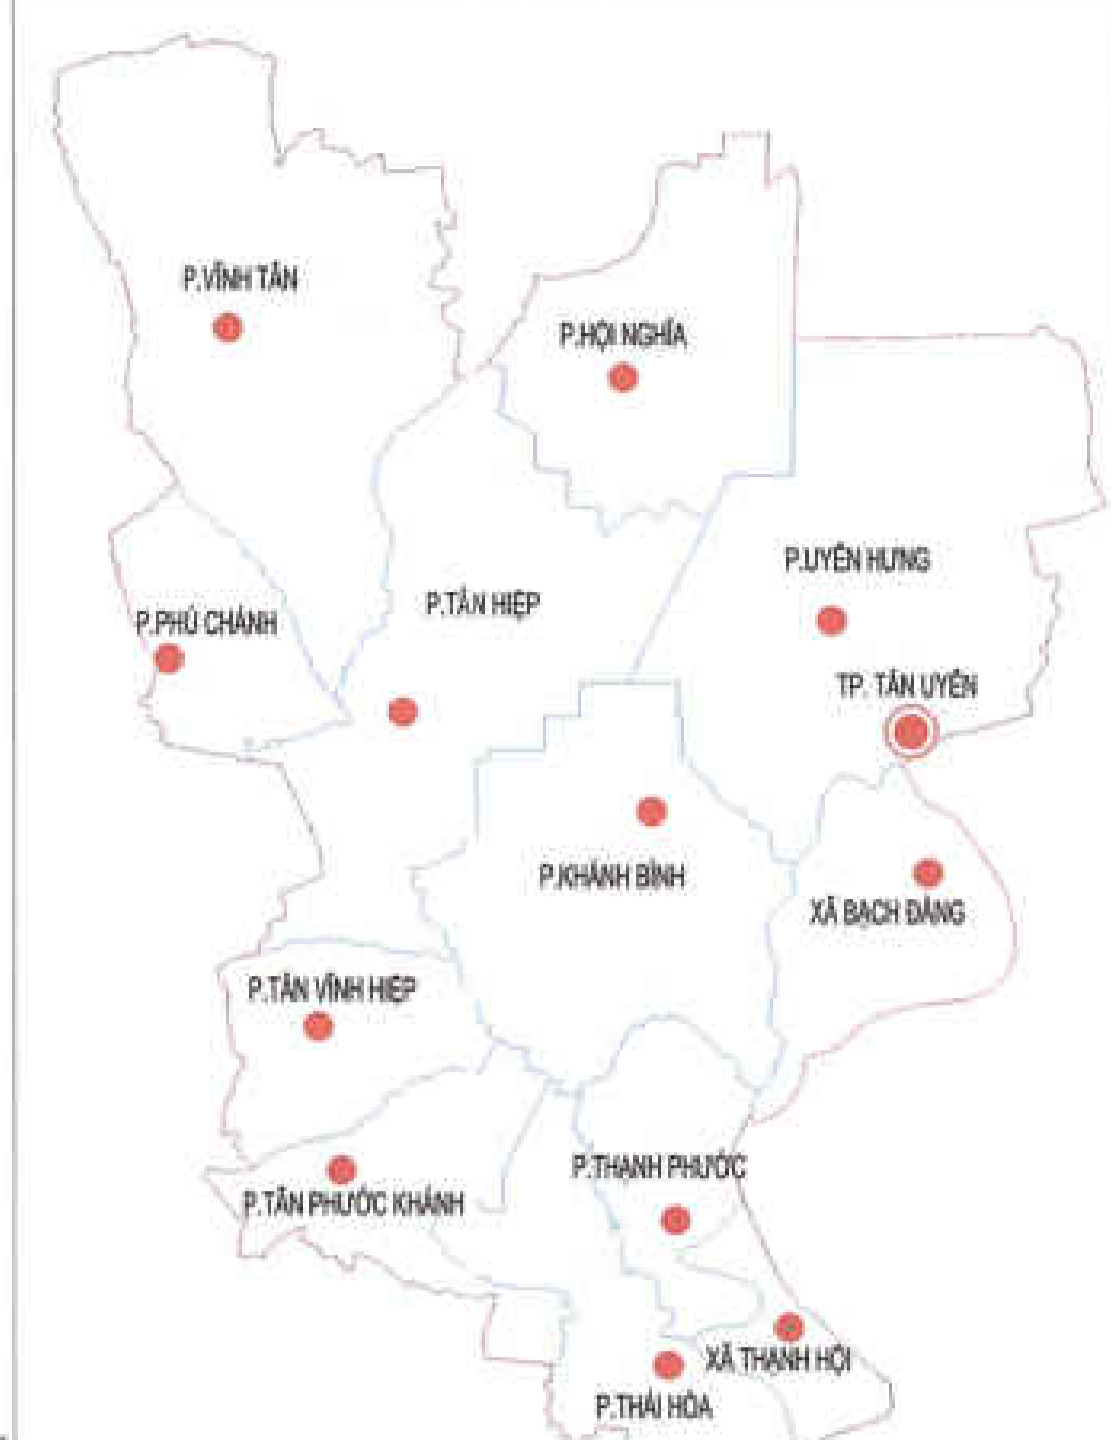 P.VĨNH TÂN
P.HỘI NGHĨA
P.UYÊN HƯNG
P.TÂN HIỆP
P.PHÚ CHÁNH
TP. TÂN UYÊN
P.KHÁNH BÌNH
XÃ BẠCH ĐẰNG
P.TÂN VĨNH HIỆP
P.THẠNH PHƯỚC
P.TÂN PHƯỚC KHÁNH
XÃ THẠNH HỘI
P.THÁI HÒA